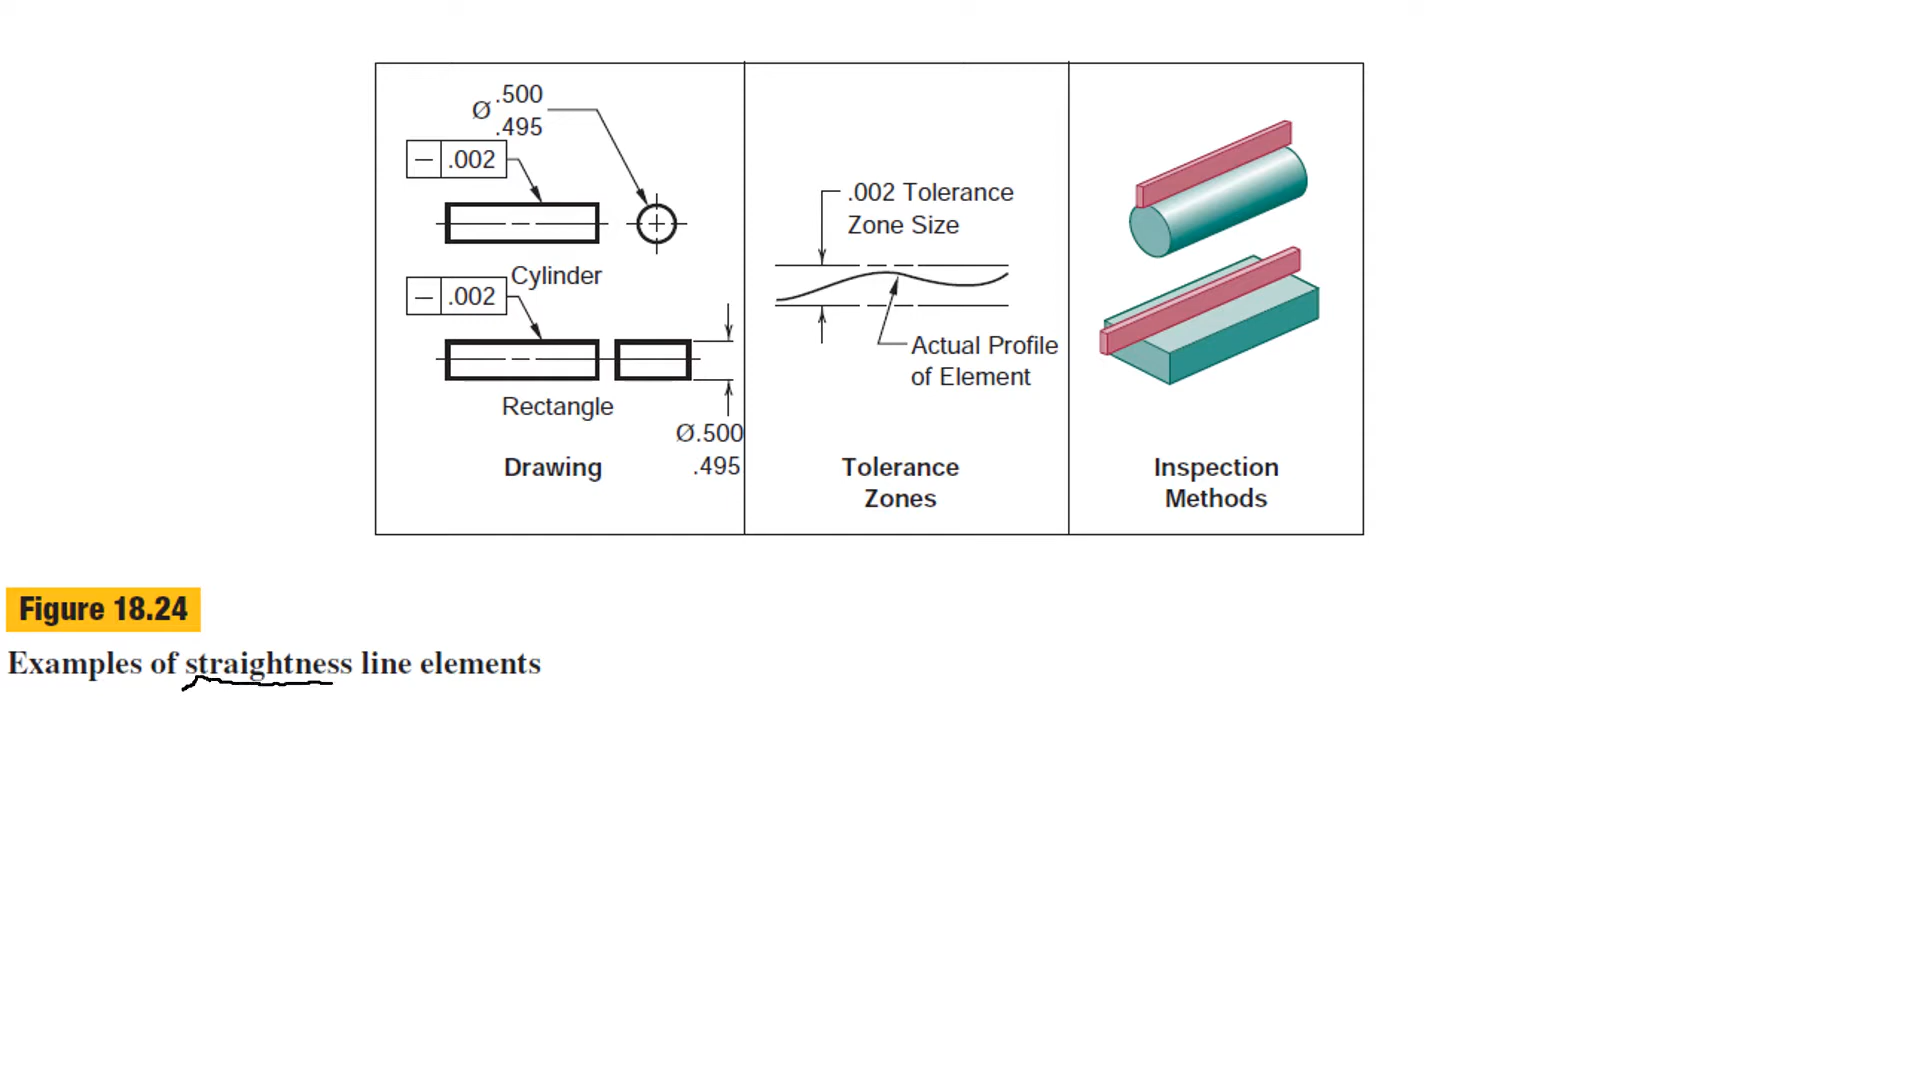 Ø .500
.495
— .002
Cylinder
— .002
Rectangle
Ø.500
.495
Drawing
.002 Tolerance
Zone Size
Actual Profile
of Element
Tolerance
Zones
Inspection
Methods
Figure 18.24
Examples of straightness line elements